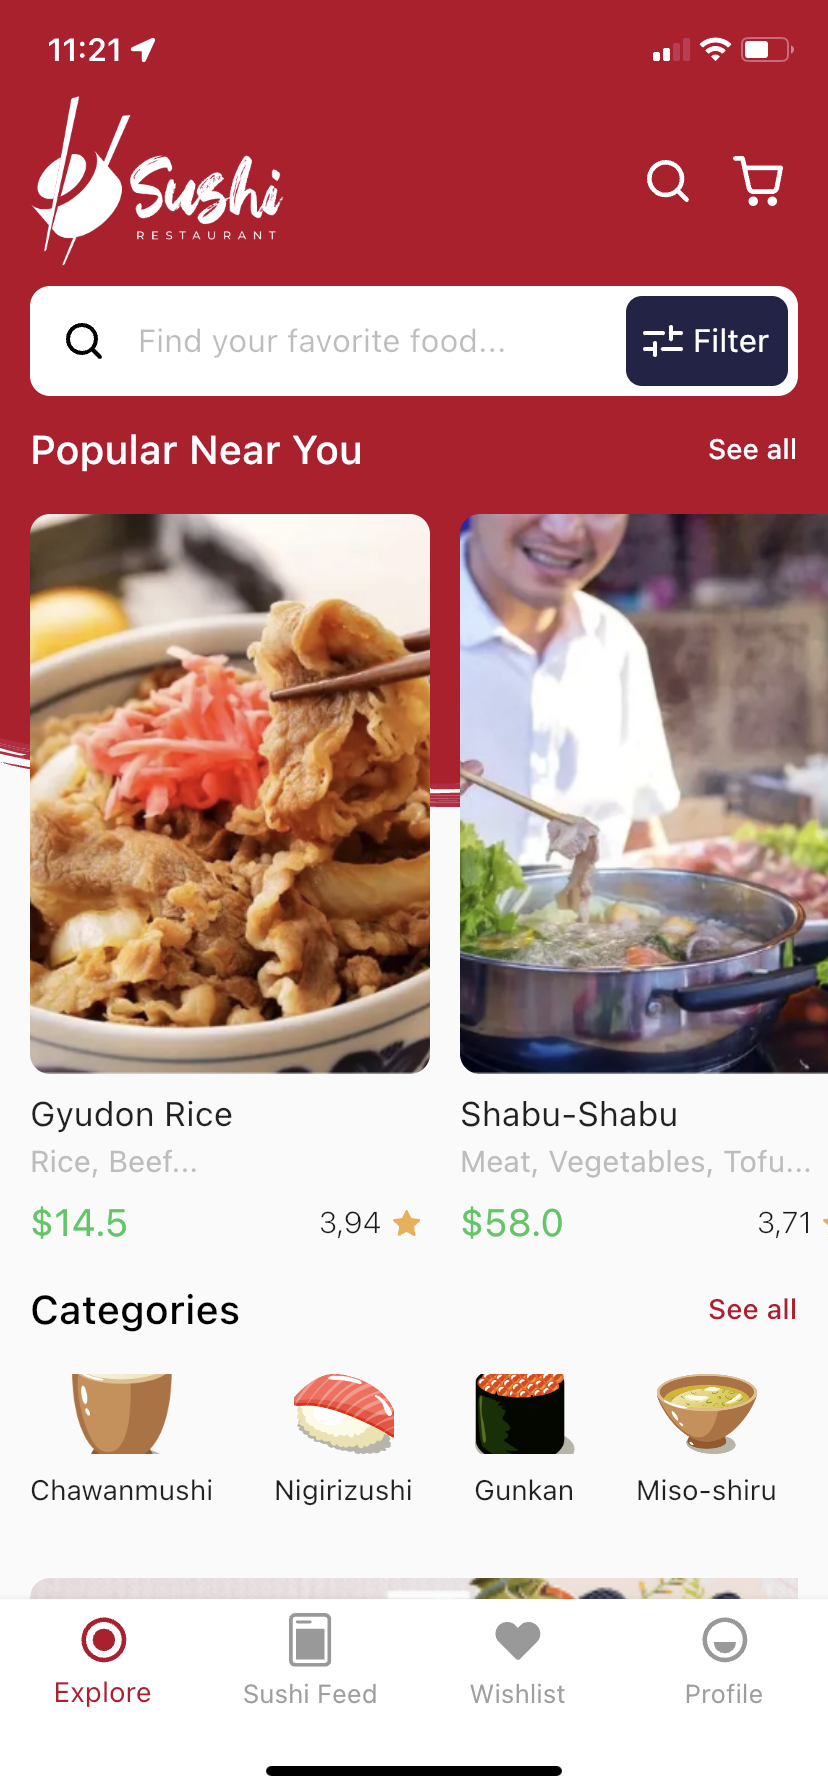 11:21
Sushi
RESTAURANT
Find your favorite food...
Filter
Popular Near You
See all
Gyudon Rice
Rice, Beef...
$14.5
3,94
Shabu-Shabu
Meat, Vegetables, Tofu...
$58.0
3,71
Categories
See all
Chawanmushi
Nigirizushi
Gunkan
Miso-shiru
Explore
Sushi Feed
Wishlist
Profile